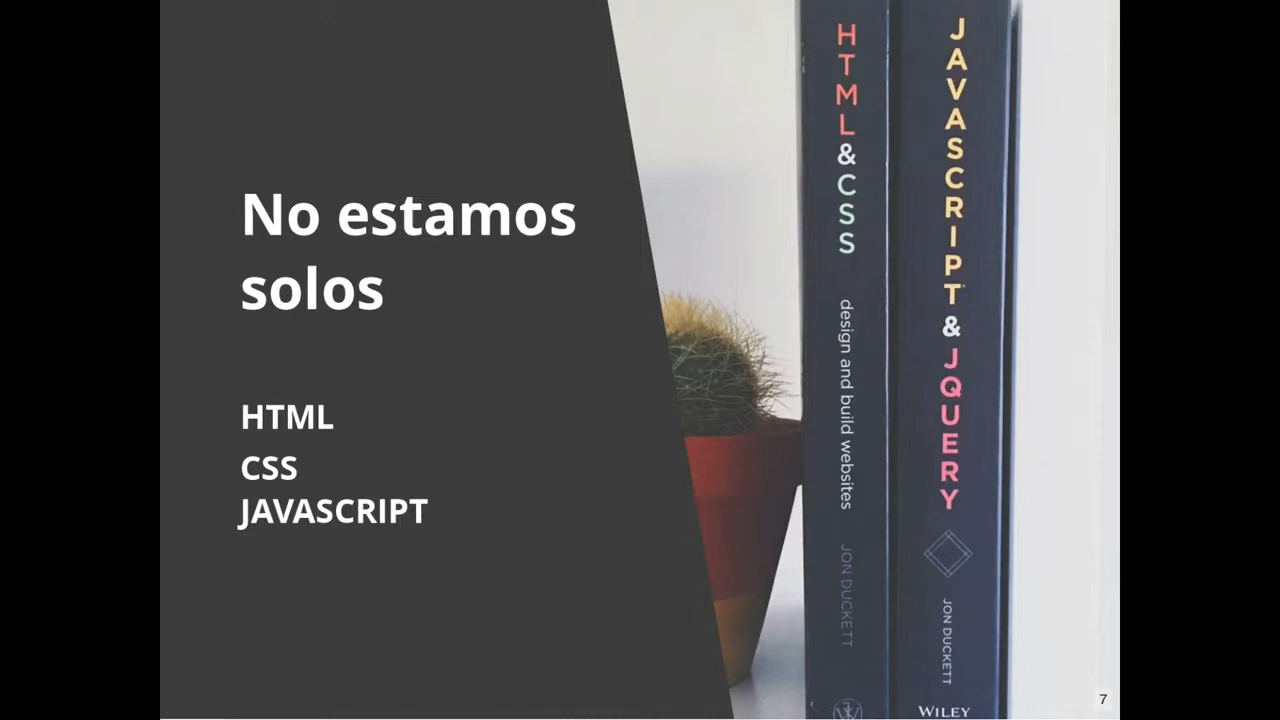 No estamos
solos
HTML
CSS
JAVASCRIPT
HTML&CSS
design and build websites
JON DUCKETT
JAVASCRIPT & JQUERY
JON DUCKETT
WILEY
7